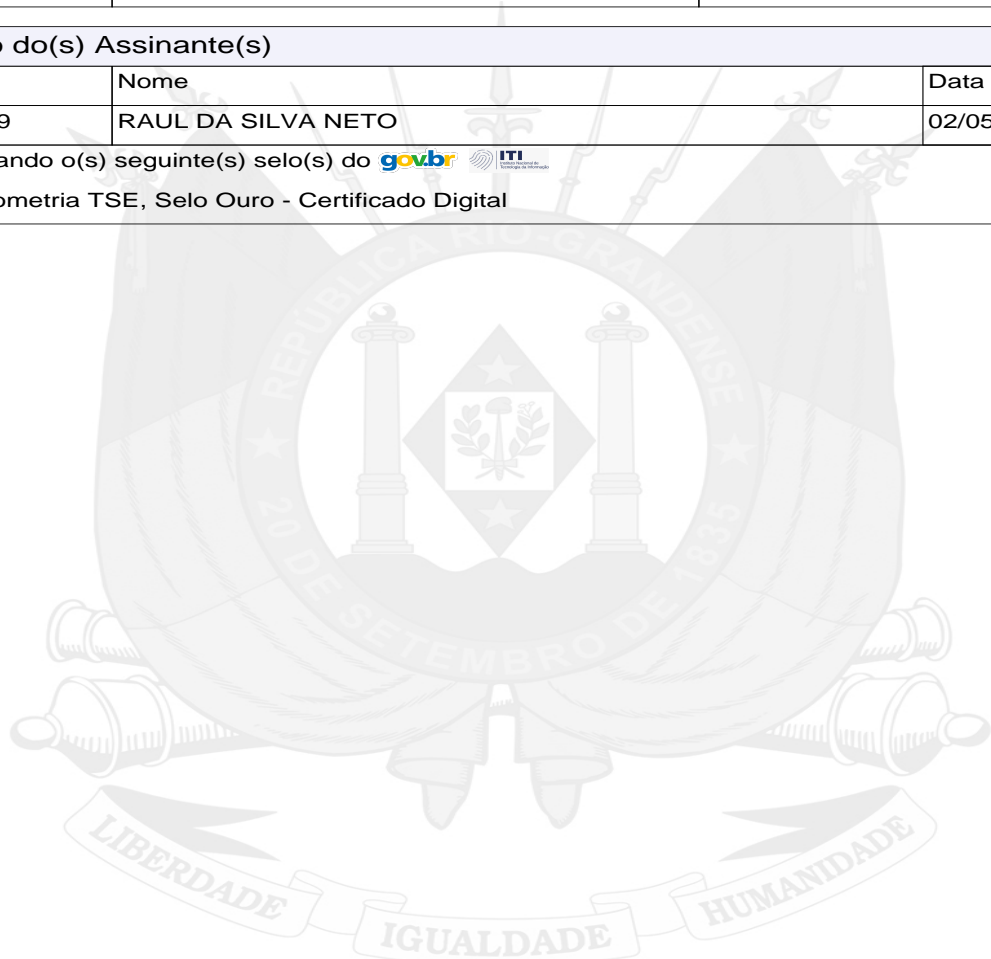 o do(s) Assinante(s)
Nome
Data
9
RAUL DA SILVA NETO
02/05
ando o(s) seguinte(s) selo(s) do gov.br ITI
ometria TSE, Selo Ouro - Certificado Digital
REPÚBLICA RIO-GRANDENSE
20 DE SETEMBRO DE 1835
LIBERDADE
IGUALDADE
HUMANIDADE